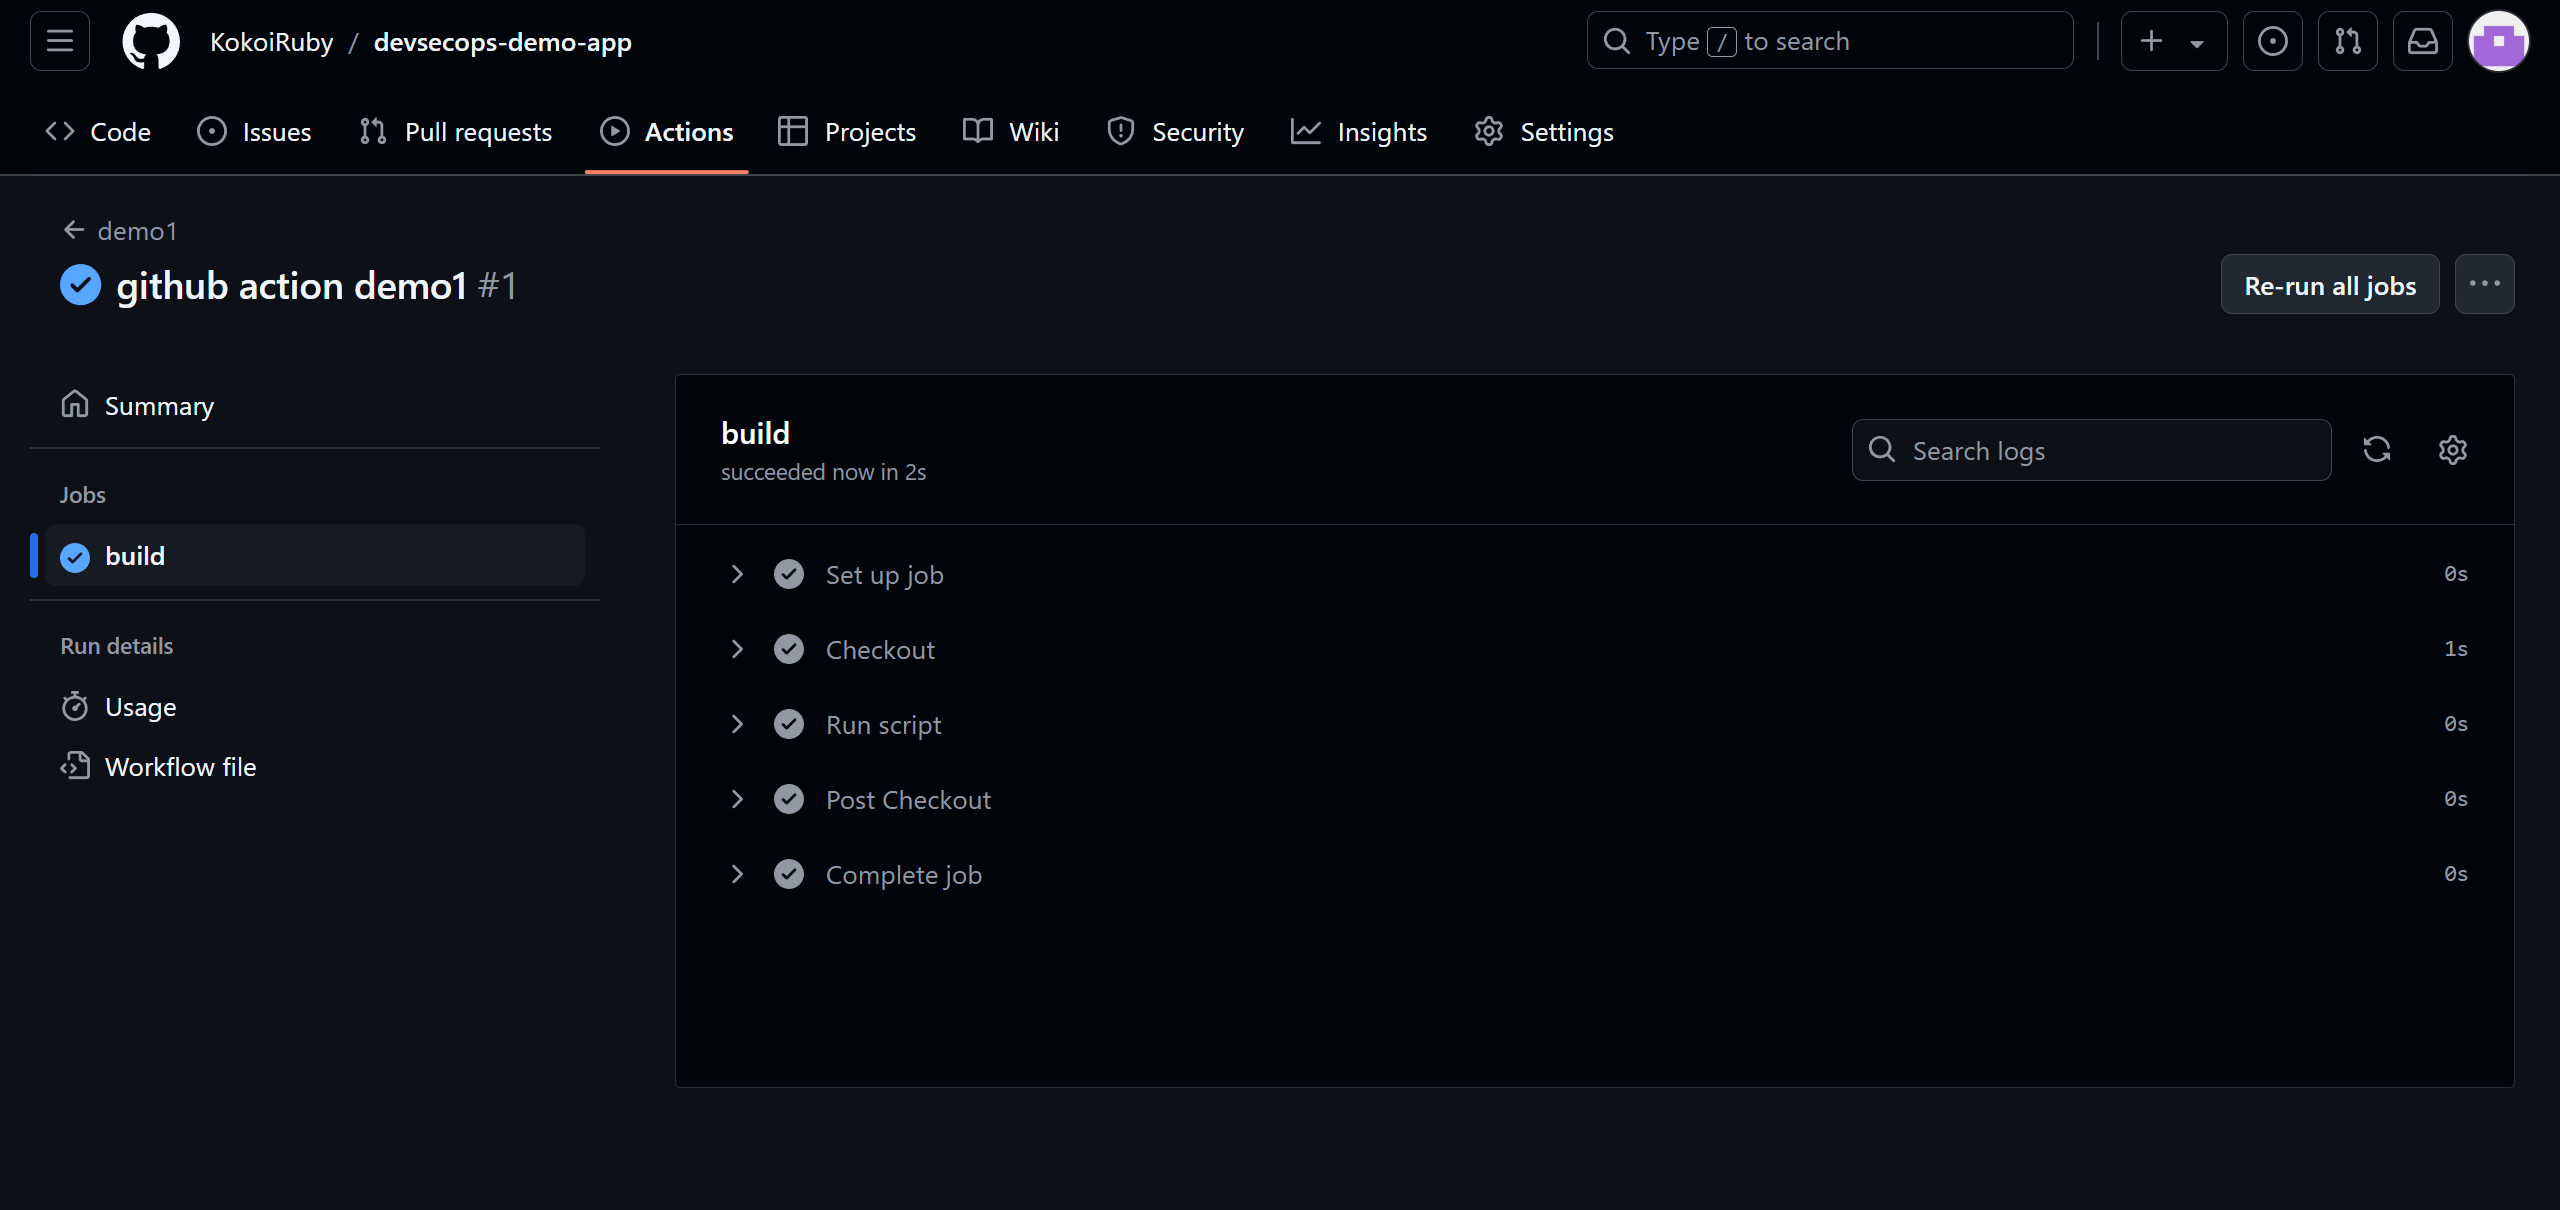 KokoiRuby / devsecops-demo-app
Type / to search
Code
Issues
Pull requests
Actions
Projects
Wiki
Security
Insights
Settings
demo1
github action demo1 #1
Re-run all jobs
Summary
Jobs
build
Run details
Usage
Workflow file
build
succeeded now in 2s
Search logs
Set up job 0s
Checkout 1s
Run script 0s
Post Checkout 0s
Complete job 0s